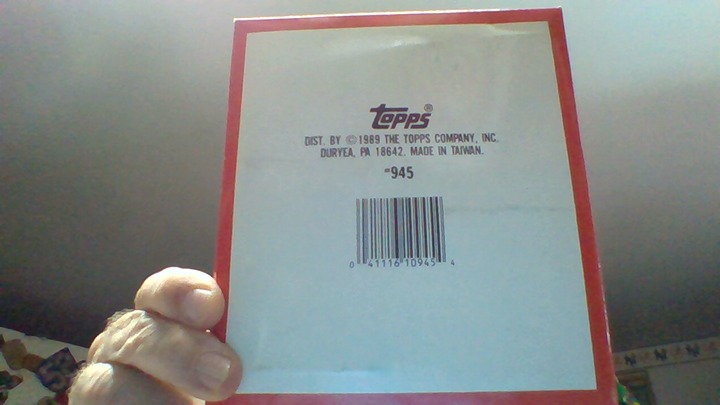 Topps®
DIST. BY ©1989 THE TOPPS COMPANY, INC.
DURYEA, PA 18642. MADE IN TAIWAN.
#945
0 41116 10945 4